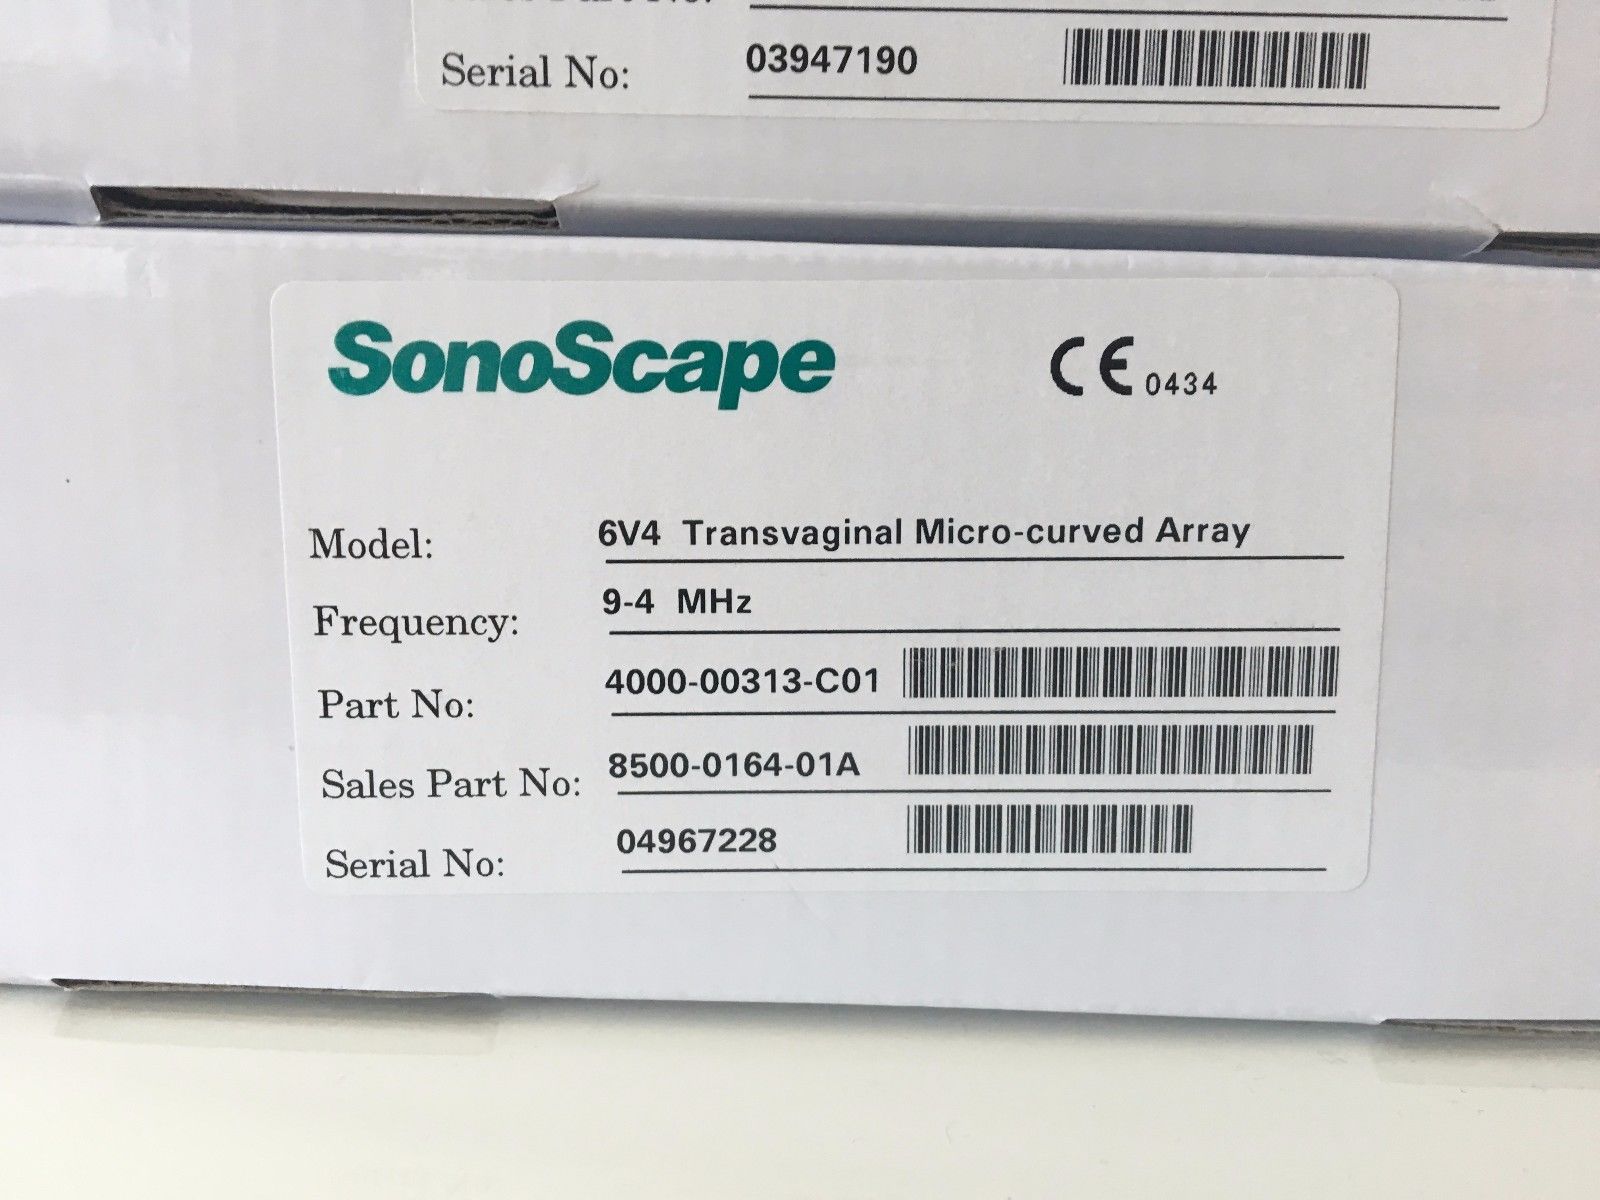 Serial No: 03947190
SonoScape CE 0434
Model: 6V4 Transvaginal Micro-curved Array
Frequency: 9-4 MHz
Part No: 4000-00313-C01
Sales Part No: 8500-0164-01A
Serial No: 04967228